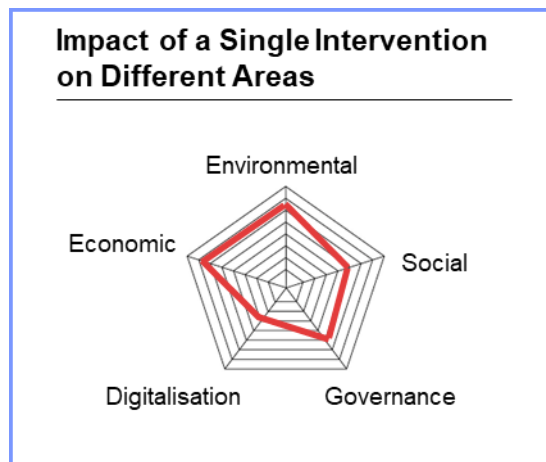 Impact of a Single Intervention
on Different Areas
Environmental
Economic
Social
Digitalisation
Governance